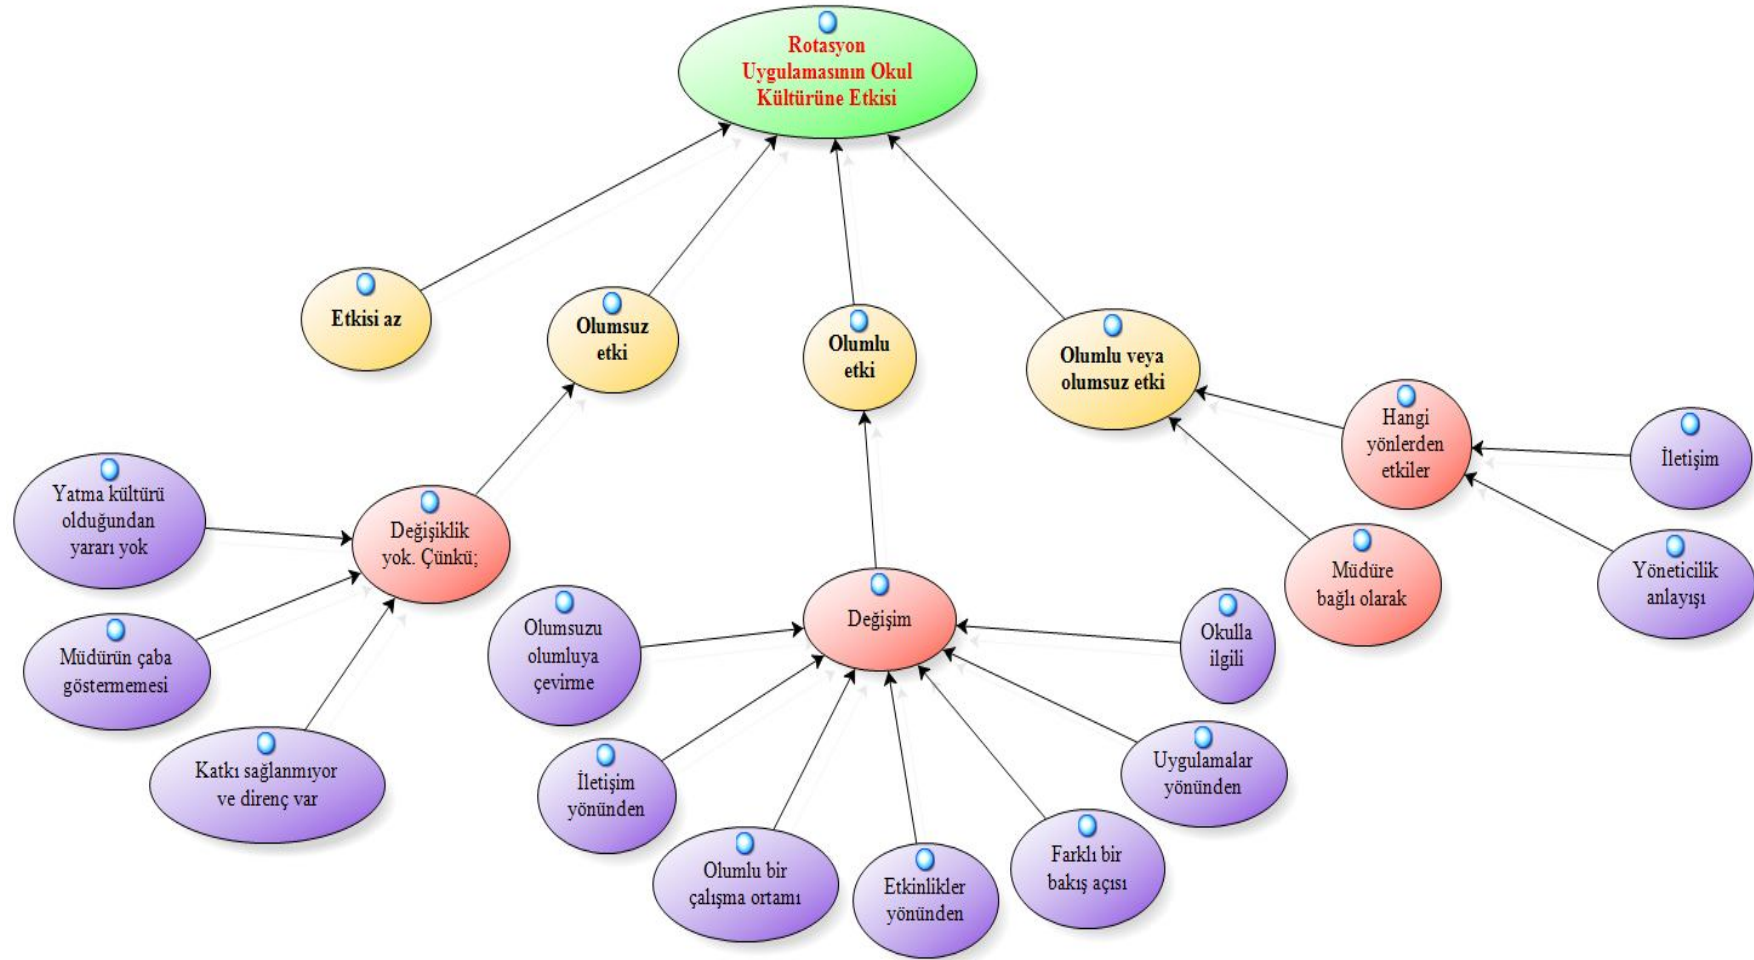 Rotasyon
Uygulamasının Okul
Kültürüne Etkisi
Etkisi az
Olumsuz
etki
Olumlu
etki
Olumlu veya
olumsuz etki
Hangi
yönlerden
etkiler
İletişim
Yatma kültürü
olduğundan
yararı yok
Değişiklik
yok. Çünkü;
Müdüre
bağlı olarak
Yöneticilik
anlayışı
Müdürün çaba
göstermemesi
Olumsuzu
olumluya
çevirme
Değişim
Okulla
ilgili
Katkı sağlanmıyor
ve direnç var
İletişim
yönünden
Uygulamalar
yönünden
Olumlu bir
çalışma ortamı
Etkinlikler
yönünden
Farklı bir
bakış açısı